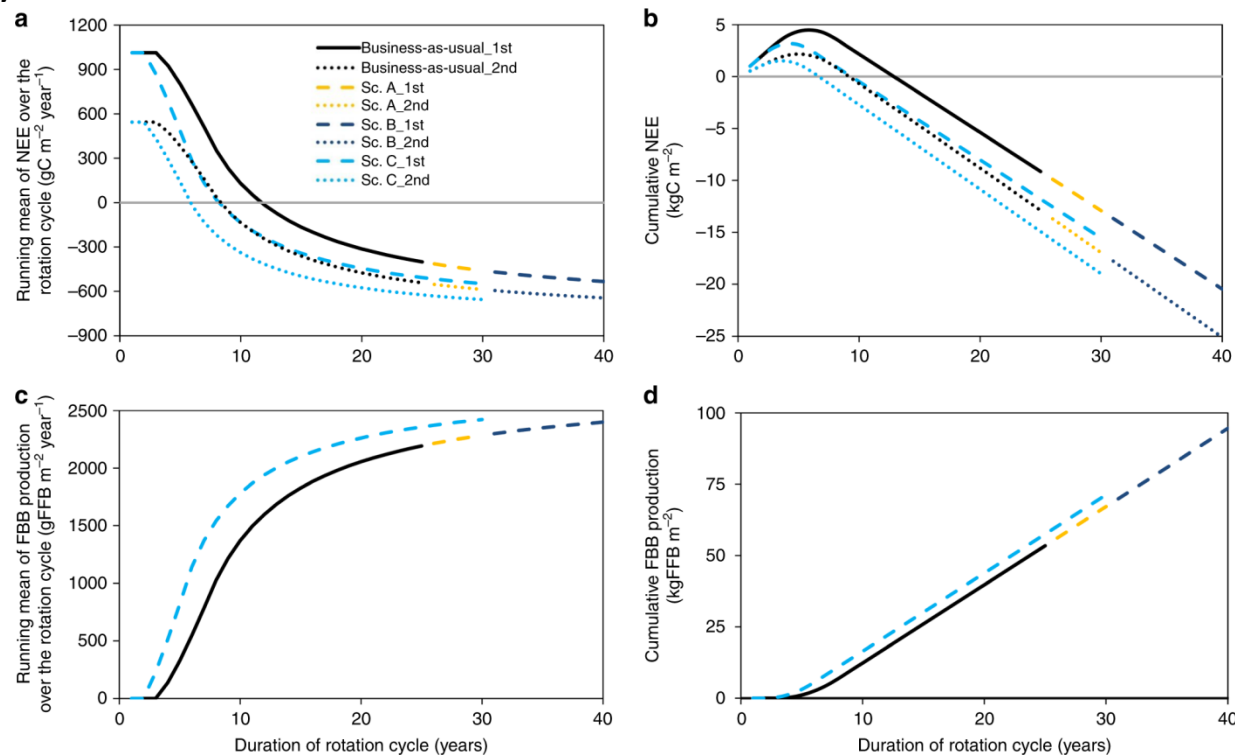 a
1200
900
600
300
0
−300
−600
−900
0
10
20
30
40
Running mean of NEE over the
rotation cycle (gC m⁻² year⁻¹)
Business-as-usual_1st
Business-as-usual_2nd
Sc. A_1st
Sc. A_2nd
Sc. B_1st
Sc. B_2nd
Sc. C_1st
Sc. C_2nd
b
5
0
−5
−10
−15
−20
−25
0
10
20
30
40
Cumulative NEE
(kgC m⁻²)
c
2500
2000
1500
1000
500
0
0
10
20
30
40
Running mean of FBB production
over the rotation cycle (gFFB m⁻² year⁻¹)
Duration of rotation cycle (years)
d
100
75
50
25
0
0
10
20
30
40
Cumulative FBB production
(kgFFB m⁻²)
Duration of rotation cycle (years)